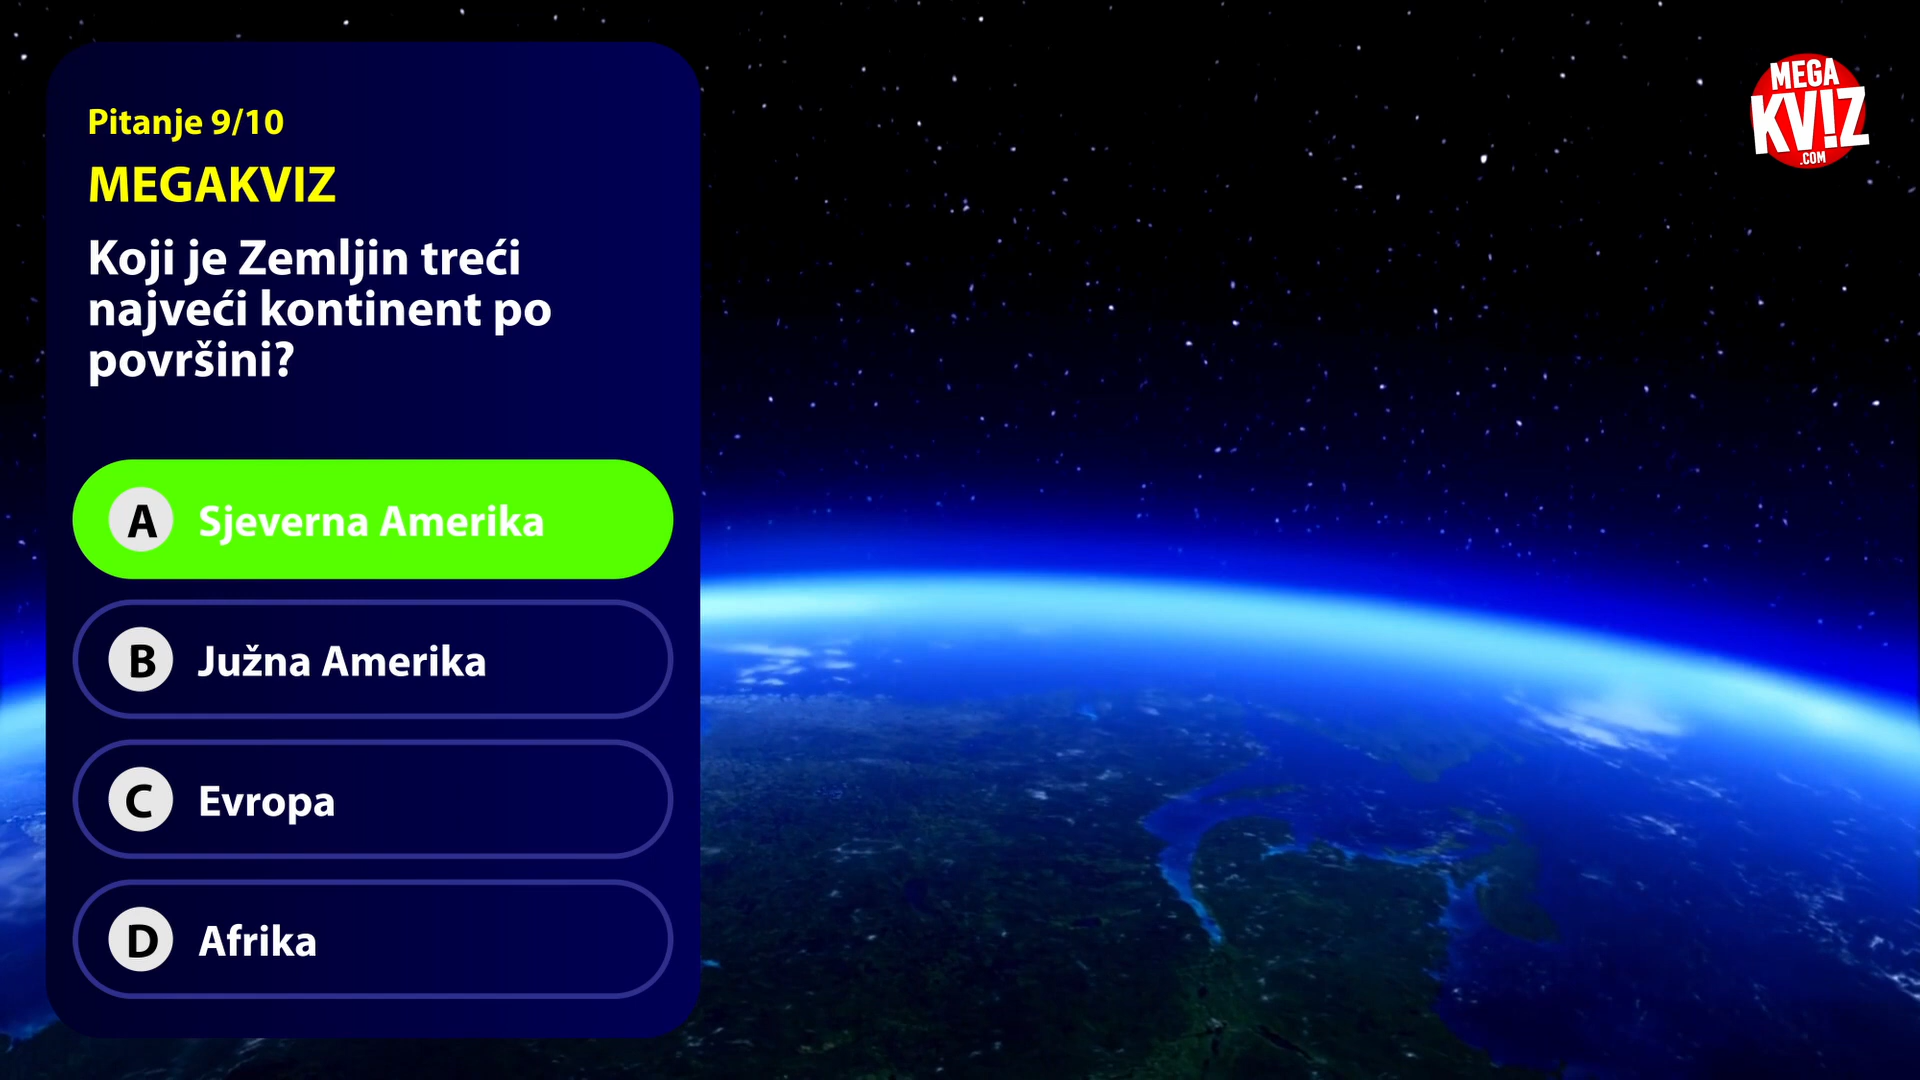 Pitanje 9/10
MEGAKVIZ
Koji je Zemljin treći
najveći kontinent po
površini?
A Sjeverna Amerika
B Južna Amerika
C Evropa
D Afrika
MEGA
KV!Z
.COM